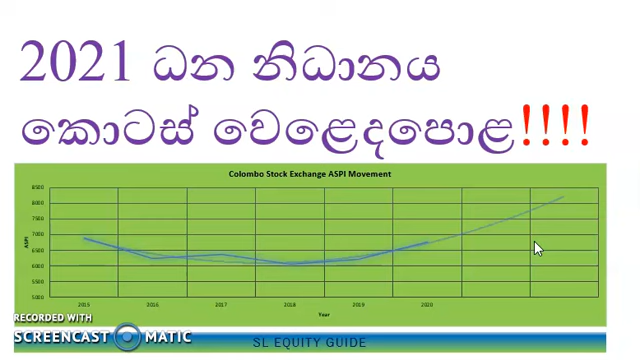 2021 ධන නිධානය
කොටස් වෙළෙදපොළ!!!!
Colombo Stock Exchange ASPI Movement
8500
8000
7500
7000
6500
6000
5500
5000
ASPI
2015 2016 2017 2018 2019 2020
Year
RECORDED WITH
SCREENCAST MATIC
SL EQUITY GUIDE